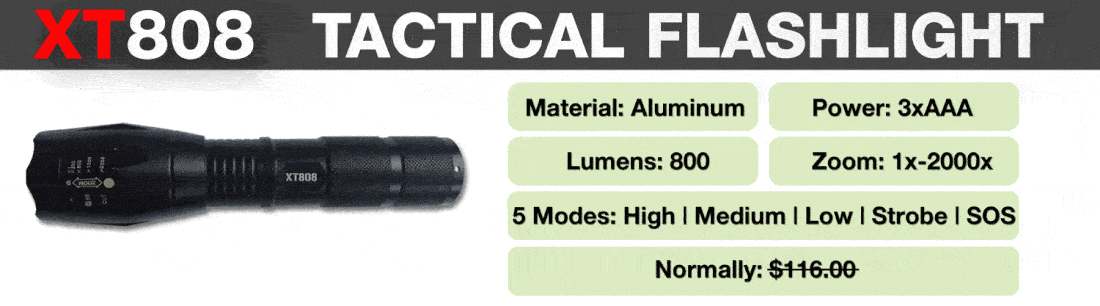 XT808 TACTICAL FLASHLIGHT
Material: Aluminum
Power: 3xAAA
Lumens: 800
Zoom: 1x-2000x
5 Modes: High | Medium | Low | Strobe | SOS
Normally: $116.00
XT808
ZOOM